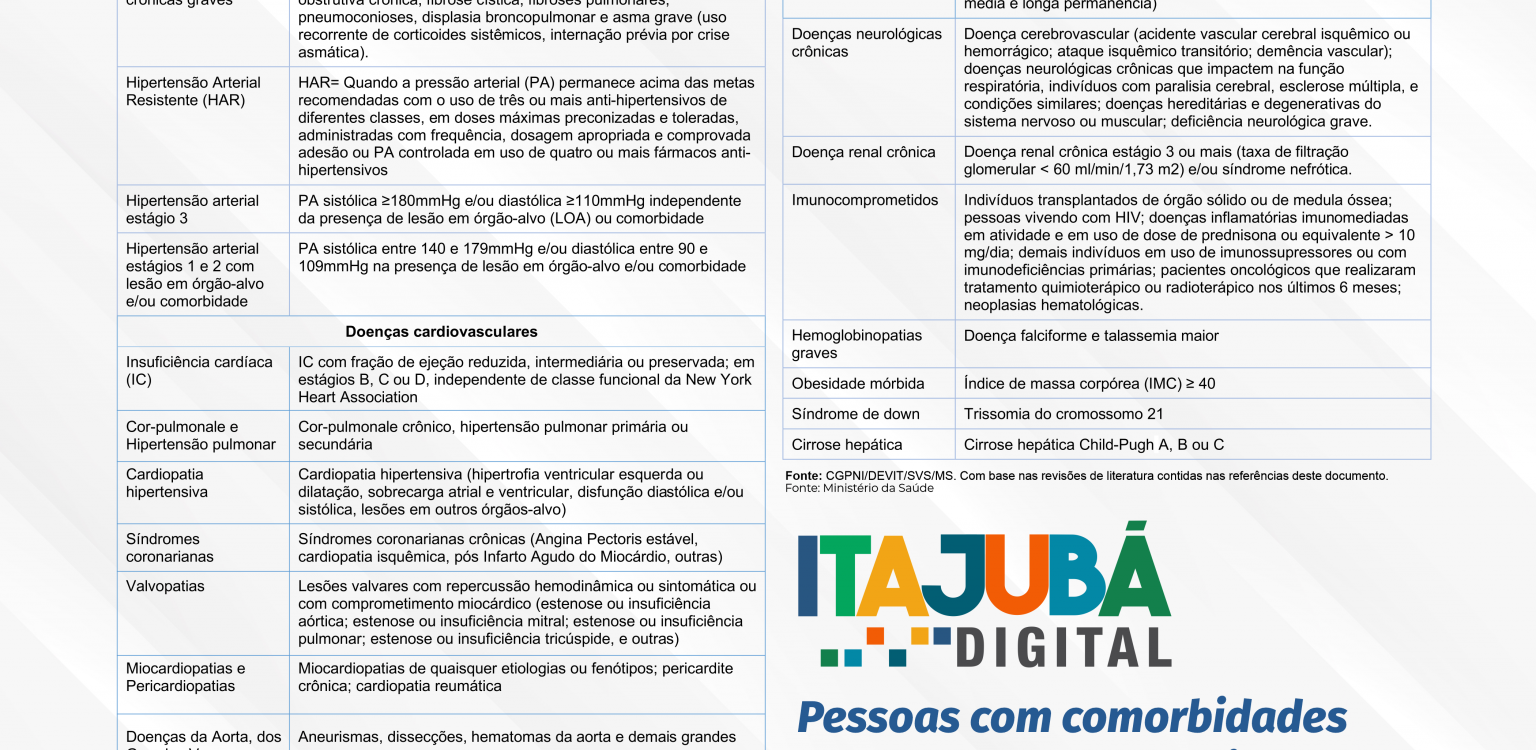 crônicas graves
obstrutiva crônica, fibrose cística, fibroses pulmonares,
pneumoconioses, displasia broncopulmonar e asma grave (uso
recorrente de corticoides sistêmicos, internação prévia por crise
asmática).
Hipertensão Arterial
Resistente (HAR)
HAR= Quando a pressão arterial (PA) permanece acima das metas
recomendadas com o uso de três ou mais anti-hipertensivos de
diferentes classes, em doses máximas preconizadas e toleradas,
administradas com frequência, dosagem apropriada e comprovada
adesão ou PA controlada em uso de quatro ou mais fármacos anti-
hipertensivos
Hipertensão arterial
estágio 3
PA sistólica ≥180mmHg e/ou diastólica ≥110mmHg independente
da presença de lesão em órgão-alvo (LOA) ou comorbidade
Hipertensão arterial
estágios 1 e 2 com
lesão em órgão-alvo
e/ou comorbidade
PA sistólica entre 140 e 179mmHg e/ou diastólica entre 90 e
109mmHg na presença de lesão em órgão-alvo e/ou comorbidade
Doenças cardiovasculares
Insuficiência cardíaca
(IC)
IC com fração de ejeção reduzida, intermediária ou preservada; em
estágios B, C ou D, independente de classe funcional da New York
Heart Association
Cor-pulmonale e
Hipertensão pulmonar
Cor-pulmonale crônico, hipertensão pulmonar primária ou
secundária
Cardiopatia
hipertensiva
Cardiopatia hipertensiva (hipertrofia ventricular esquerda ou
dilatação, sobrecarga atrial e ventricular, disfunção diastólica e/ou
sistólica, lesões em outros órgãos-alvo)
Síndromes
coronarianas
Síndromes coronarianas crônicas (Angina Pectoris estável,
cardiopatia isquêmica, pós Infarto Agudo do Miocárdio, outras)
Valvopatias
Lesões valvares com repercussão hemodinâmica ou sintomática ou
com comprometimento miocárdico (estenose ou insuficiência
aórtica; estenose ou insuficiência mitral; estenose ou insuficiência
pulmonar; estenose ou insuficiência tricúspide, e outras)
Miocardiopatias e
Pericardiopatias
Miocardiopatias de quaisquer etiologias ou fenótipos; pericardite
crônica; cardiopatia reumática
Doenças da Aorta, dos
Aneurismas, dissecções, hematomas da aorta e demais grandes
média e longa permanência)
Doenças neurológicas
crônicas
Doença cerebrovascular (acidente vascular cerebral isquêmico ou
hemorrágico; ataque isquêmico transitório; demência vascular);
doenças neurológicas crônicas que impactem na função
respiratória, indivíduos com paralisia cerebral, esclerose múltipla, e
condições similares; doenças hereditárias e degenerativas do
sistema nervoso ou muscular; deficiência neurológica grave.
Doença renal crônica
Doença renal crônica estágio 3 ou mais (taxa de filtração
glomerular < 60 ml/min/1,73 m2) e/ou síndrome nefrótica.
Imunocomprometidos
Indivíduos transplantados de órgão sólido ou de medula óssea;
pessoas vivendo com HIV; doenças inflamatórias imunomediadas
em atividade e em uso de dose de prednisona ou equivalente > 10
mg/dia; demais indivíduos em uso de imunossupressores ou com
imunodeficiências primárias; pacientes oncológicos que realizaram
tratamento quimioterápico ou radioterápico nos últimos 6 meses;
neoplasias hematológicas.
Hemoglobinopatias
graves
Doença falciforme e talassemia maior
Obesidade mórbida
Índice de massa corpórea (IMC) ≥ 40
Síndrome de down
Trissomia do cromossomo 21
Cirrose hepática
Cirrose hepática Child-Pugh A, B ou C
Fonte: CGPNI/DEVIT/SVS/MS. Com base nas revisões de literatura contidas nas referências deste documento.
Fonte: Ministério da Saúde
ITAJUBÁ
DIGITAL
Pessoas com comorbidades